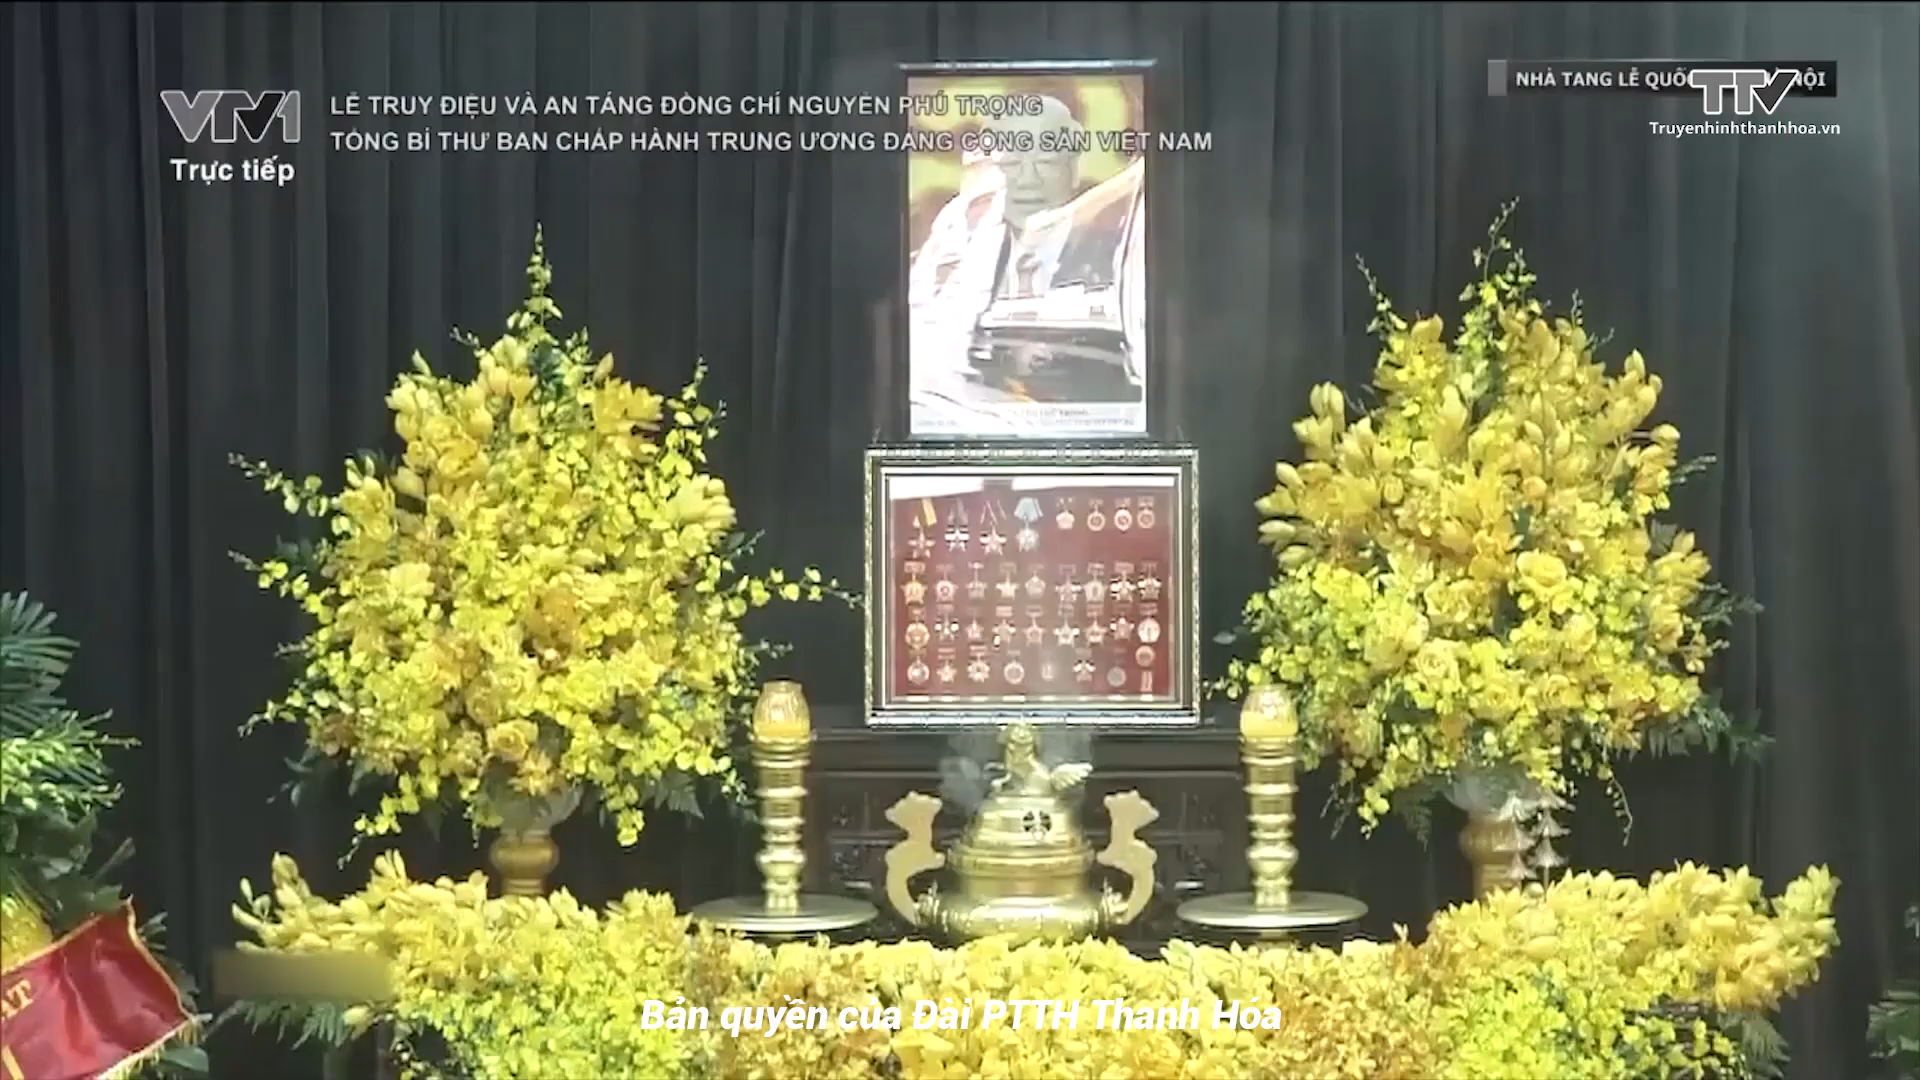 VTV1
Trực tiếp
LỄ TRUY ĐIỆU VÀ AN TÁNG ĐỒNG CHÍ NGUYỄN PHÚ TRỌNG
TỔNG BÍ THƯ BAN CHẤP HÀNH TRUNG ƯƠNG ĐẢNG CỘNG SẢN VIỆT NAM
NHÀ TANG LỄ
TTV
Truyenhinhthanhhoa.vn
Bản quyền của Đài PTTH Thanh Hóa